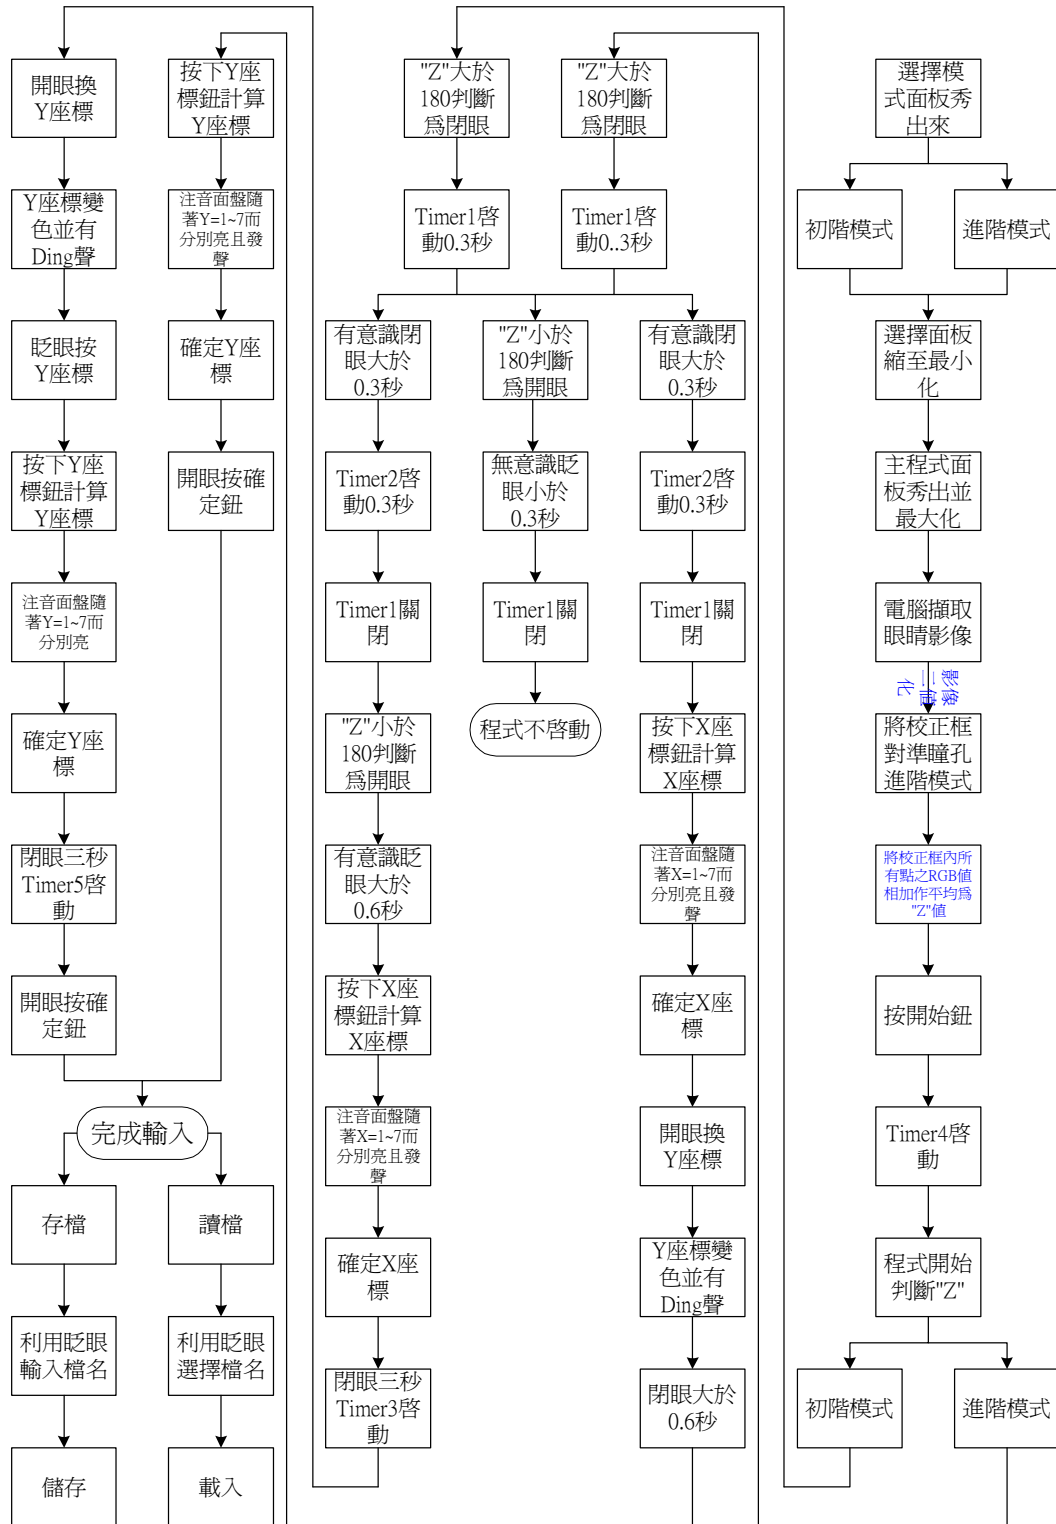 開眼換
Y座標
Y座標變
色並有
Ding聲
眨眼按
Y座標
按下Y座
標鈕計算
Y座標
注音面盤隨
著Y=1~7而
分別亮
確定Y座
標
閉眼三秒
Timer5啓
動
開眼按確
定鈕
按下Y座
標鈕計算
Y座標
注音面盤隨
著Y=1~7而
分別亮且發
聲
確定Y座
標
開眼按確
定鈕
完成輸入
存檔
利用眨眼
輸入檔名
儲存
讀檔
利用眨眼
選擇檔名
載入
"Z"大於
180判斷
爲閉眼
Timer1啓
動0.3秒
"Z"大於
180判斷
爲閉眼
Timer1啓
動0..3秒
有意識閉
眼大於
0.3秒
Timer2啓
動0.3秒
Timer1關
閉
"Z"小於
180判斷
爲開眼
有意識眨
眼大於
0.6秒
按下X座
標鈕計算
X座標
注音面盤隨
著X=1~7而
分別亮且發
聲
確定X座
標
閉眼三秒
Timer3啓
動
"Z"小於
180判斷
爲開眼
無意識眨
眼小於
0.3秒
Timer1關
閉
程式不啓動
有意識閉
眼大於
0.3秒
Timer2啓
動0.3秒
Timer1關
閉
按下X座
標鈕計算
X座標
注音面盤隨
著X=1~7而
分別亮且發
聲
確定X座
標
開眼換
Y座標
Y座標變
色並有
Ding聲
閉眼大於
0.6秒
選擇模
式面板秀
出來
初階模式
進階模式
選擇面板
縮至最小
化
主程式面
板秀出並
最大化
電腦擷取
眼睛影像
影像
二值
化
將校正框
對準瞳孔
進階模式
將校正框內所
有點之RGB値
相加作平均爲
"Z"値
按開始鈕
Timer4啓
動
程式開始
判斷"Z"
初階模式
進階模式